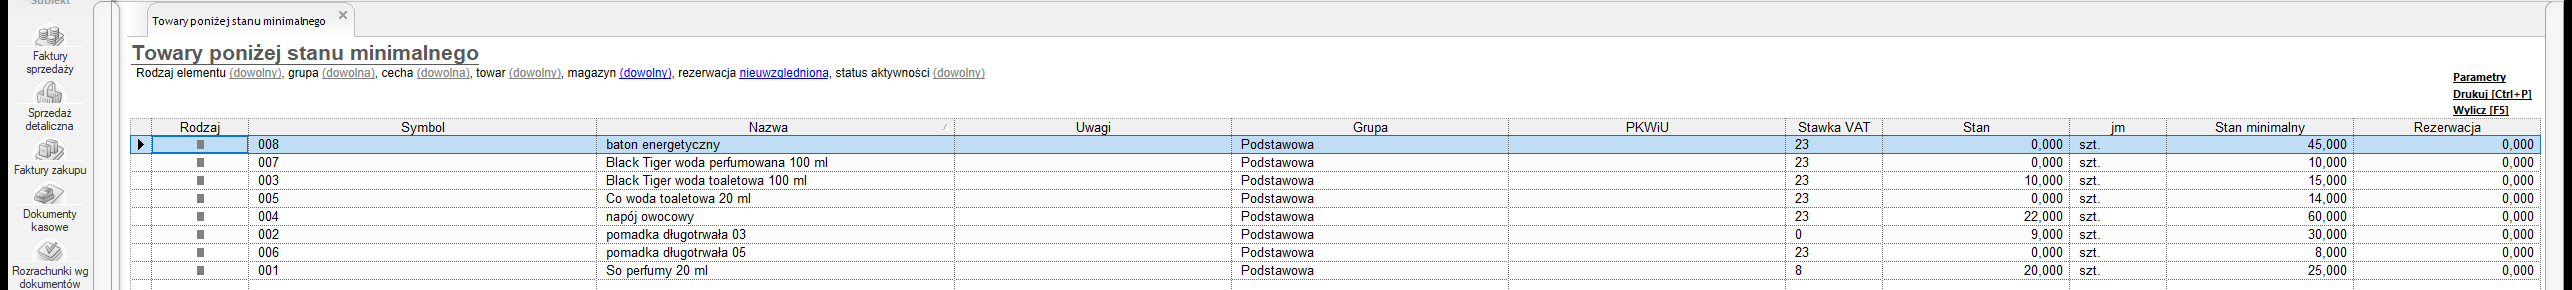 Subiekt
Towary poniżej stanu minimalnego
Faktury
sprzedaży
Sprzedaż
detaliczna
Faktury zakupu
Dokumenty
kasowe
Rozrachunki wg
dokumentów
Towary poniżej stanu minimalnego
Rodzaj elementu (dowolny), grupa (dowolna), cecha (dowolna), towar (dowolny), magazyn (dowolny), rezerwacja nieuwzględniona, status aktywności (dowolny)
Parametry
Drukuj [Ctrl+P]
Wylicz [F5]
Rodzaj Symbol Nazwa Uwagi Grupa PKWiU Stawka VAT Stan jm Stan minimalny Rezerwacja
008 baton energetyczny Podstawowa 23 0,000 szt. 45,000 0,000
007 Black Tiger woda perfumowana 100 ml Podstawowa 23 0,000 szt. 10,000 0,000
003 Black Tiger woda toaletowa 100 ml Podstawowa 23 10,000 szt. 15,000 0,000
005 Co woda toaletowa 20 ml Podstawowa 23 0,000 szt. 14,000 0,000
004 napój owocowy Podstawowa 23 22,000 szt. 60,000 0,000
002 pomadka długotrwała 03 Podstawowa 0 9,000 szt. 30,000 0,000
006 pomadka długotrwała 05 Podstawowa 23 0,000 szt. 8,000 0,000
001 So perfumy 20 ml Podstawowa 8 20,000 szt. 25,000 0,000